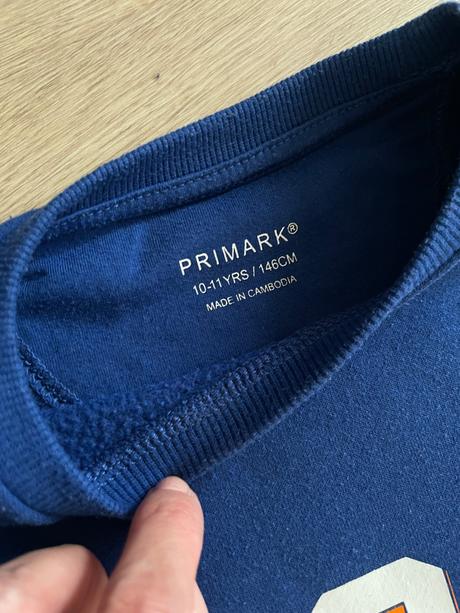 PRIMARK®
10-11 YRS / 146CM
MADE IN CAMBODIA